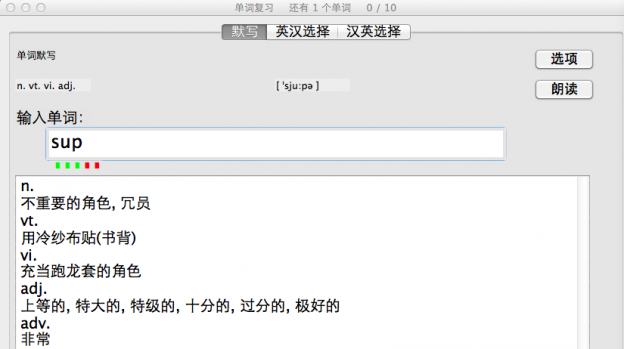 单词复习 还有 1 个单词 0 / 10
默写 英汉选择 汉英选择
单词默写
选项
n. vt. vi. adj. [ 'sju:pə ]
朗读
输入单词:
sup
n.
不重要的角色, 冗员
vt.
用冷纱布贴(书背)
vi.
充当跑龙套的角色
adj.
上等的, 特大的, 特级的, 十分的, 过分的, 极好的
adv.
非常